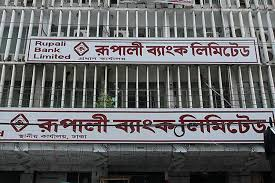 Rupali Bank Limited রূপালী ব্যাংক লিমিটেড
প্রধান কার্যালয়
রূপালী ব্যাংক লিমিটেড
স্থানীয় কার্যালয়, ঢাকা